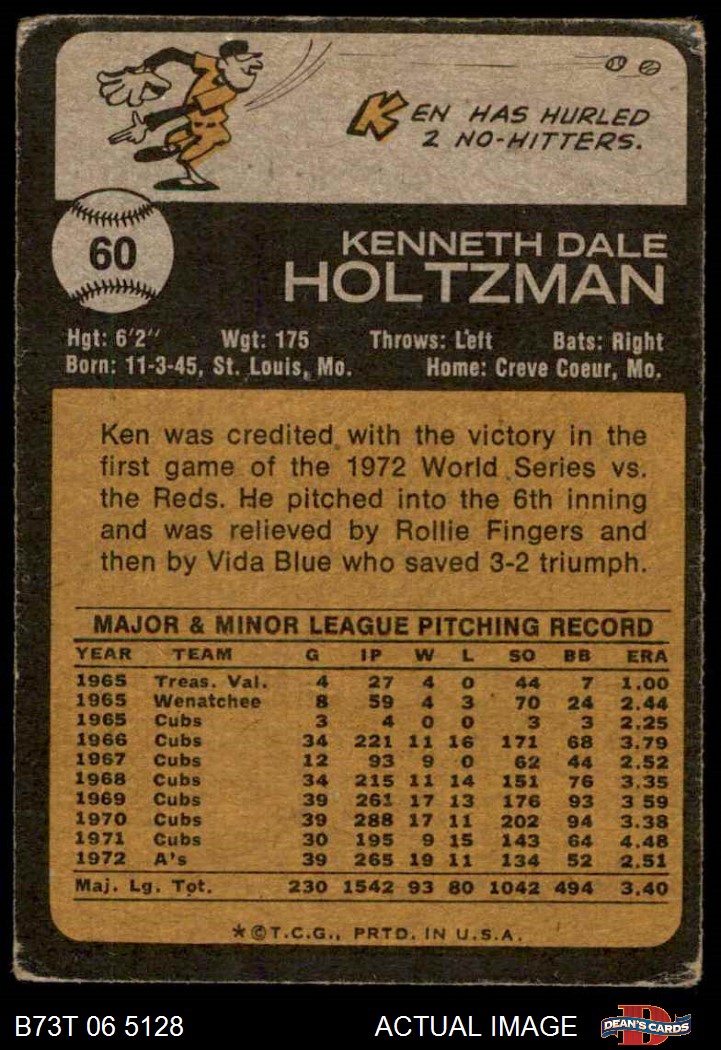 KEN HAS HURLED
2 NO-HITTERS.
60
KENNETH DALE
HOLTZMAN
Hgt: 6'2" Wgt: 175 Throws: Left Bats: Right
Born: 11-3-45, St. Louis, Mo. Home: Creve Coeur, Mo.
Ken was credited with the victory in the
first game of the 1972 World Series vs.
the Reds. He pitched into the 6th inning
and was relieved by Rollie Fingers and
then by Vida Blue who saved 3-2 triumph.
MAJOR & MINOR LEAGUE PITCHING RECORD
YEAR TEAM G IP W L SO BB ERA
1965 Treas. Val. 4 27 4 0 44 7 1.00
1965 Wenatchee 8 59 4 3 70 24 2.44
1965 Cubs 3 4 0 0 3 3 2.25
1966 Cubs 34 221 11 16 171 68 3.79
1967 Cubs 12 93 9 0 62 44 2.52
1968 Cubs 34 215 11 14 151 76 3.35
1969 Cubs 39 261 17 13 176 93 3 59
1970 Cubs 39 288 17 11 202 94 3.38
1971 Cubs 30 195 9 15 143 64 4.48
1972 A's 39 265 19 11 134 52 2.51
Maj. Lg. Tot. 230 1542 93 80 1042 494 3.40
*©T.C.G., PRTD. IN U.S.A.
B73T 06 5128 ACTUAL IMAGE DEAN'S CARDS